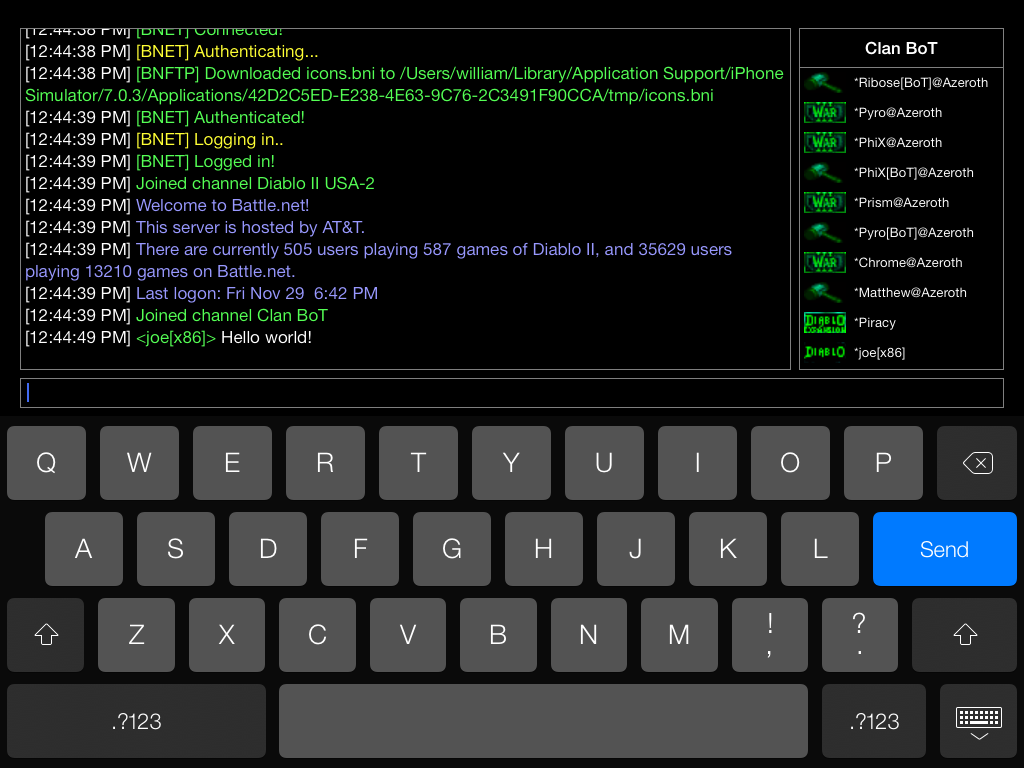 [12:44:38 PM] [BNET] Connected!
[12:44:38 PM] [BNET] Authenticating...
[12:44:38 PM] [BNFTP] Downloaded icons.bni to /Users/william/Library/Application Support/iPhone
Simulator/7.0.3/Applications/42D2C5ED-E238-4E63-9C76-2C3491F90CCA/tmp/icons.bni
[12:44:39 PM] [BNET] Authenticated!
[12:44:39 PM] [BNET] Logging in..
[12:44:39 PM] [BNET] Logged in!
[12:44:39 PM] Joined channel Diablo II USA-2
[12:44:39 PM] Welcome to Battle.net!
[12:44:39 PM] This server is hosted by AT&T.
[12:44:39 PM] There are currently 505 users playing 587 games of Diablo II, and 35629 users
playing 13210 games on Battle.net.
[12:44:39 PM] Last logon: Fri Nov 29  6:42 PM
[12:44:39 PM] Joined channel Clan BoT
[12:44:49 PM] <joe[x86]> Hello world!
Clan BoT
*Ribose[BoT]@Azeroth
WAR *Pyro@Azeroth
WAR *PhiX@Azeroth
*PhiX[BoT]@Azeroth
WAR *Prism@Azeroth
*Pyro[BoT]@Azeroth
WAR *Chrome@Azeroth
*Matthew@Azeroth
DIABLO EXPANSION *Piracy
DIABLO *joe[x86]
Q W E R T Y U I O P
A S D F G H J K L Send
Z X C V B N M ! , ? .
.?123 .?123